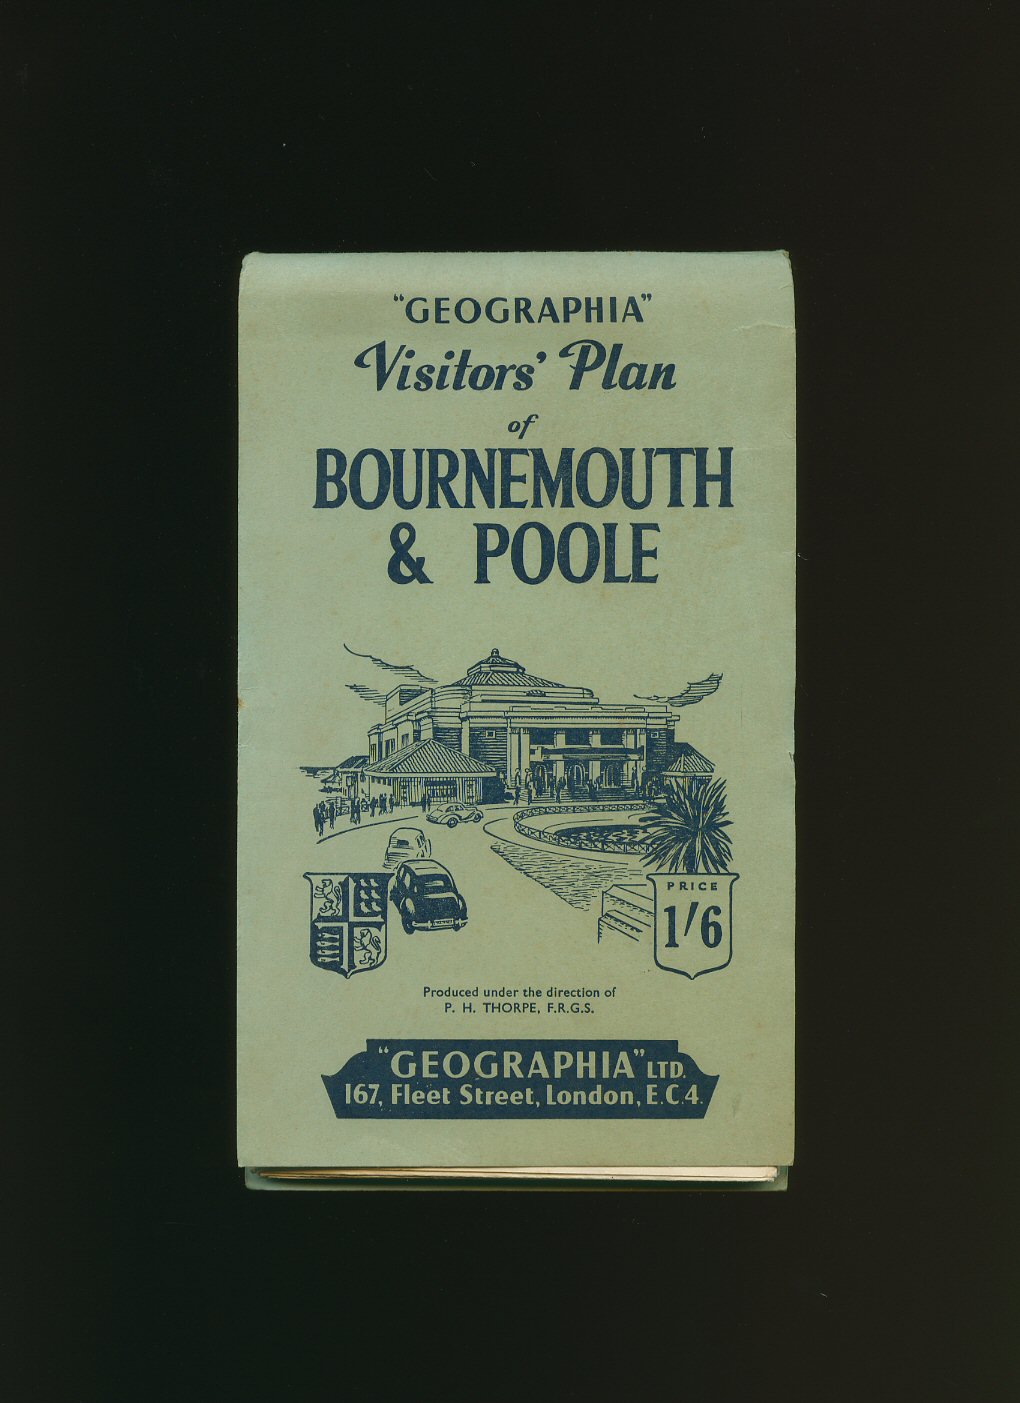 "GEOGRAPHIA"
Visitors' Plan
of
BOURNEMOUTH
& POOLE
PRICE
1'/6
Produced under the direction of
P. H. THORPE, F.R.G.S.
"GEOGRAPHIA" LTD.
167, Fleet Street, London, E.C.4.